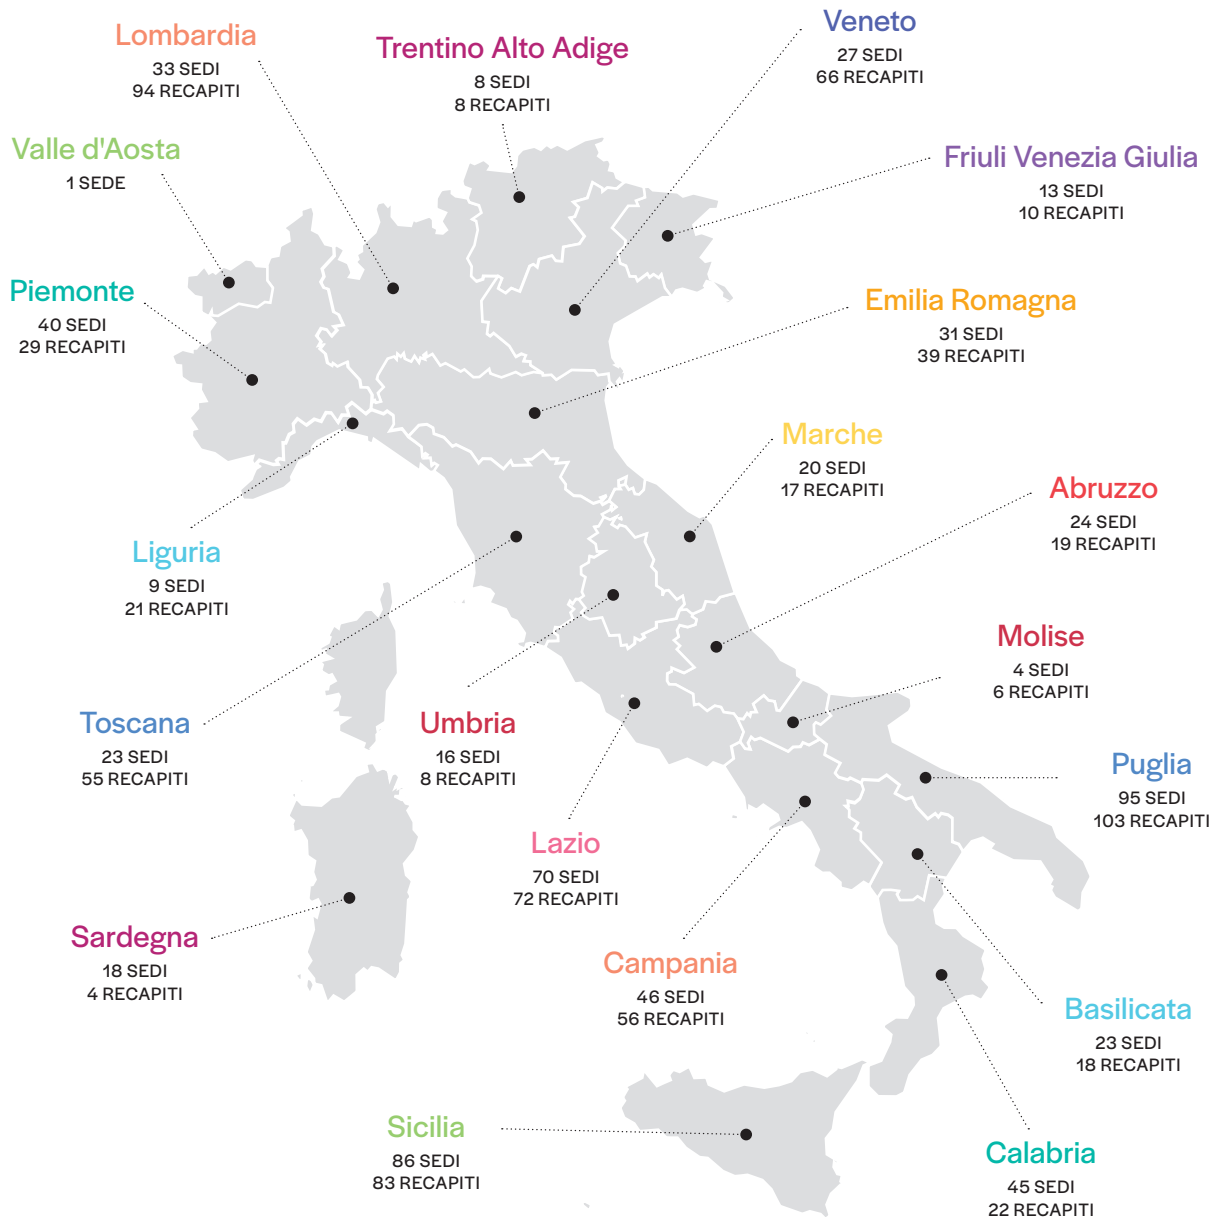 Lombardia
33 SEDI
94 RECAPITI
Trentino Alto Adige
8 SEDI
8 RECAPITI
Veneto
27 SEDI
66 RECAPITI
Valle d'Aosta
1 SEDE
Friuli Venezia Giulia
13 SEDI
10 RECAPITI
Piemonte
40 SEDI
29 RECAPITI
Emilia Romagna
31 SEDI
39 RECAPITI
Marche
20 SEDI
17 RECAPITI
Abruzzo
24 SEDI
19 RECAPITI
Liguria
9 SEDI
21 RECAPITI
Molise
4 SEDI
6 RECAPITI
Toscana
23 SEDI
55 RECAPITI
Umbria
16 SEDI
8 RECAPITI
Puglia
95 SEDI
103 RECAPITI
Lazio
70 SEDI
72 RECAPITI
Sardegna
18 SEDI
4 RECAPITI
Campania
46 SEDI
56 RECAPITI
Basilicata
23 SEDI
18 RECAPITI
Sicilia
86 SEDI
83 RECAPITI
Calabria
45 SEDI
22 RECAPITI